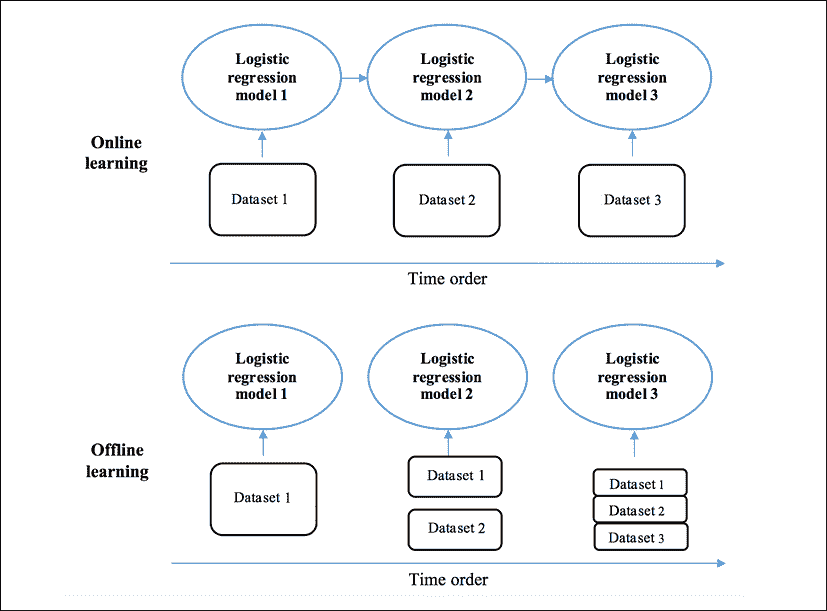 Logistic
regression
model 1
Logistic
regression
model 2
Logistic
regression
model 3
Online
learning
Dataset 1
Dataset 2
Dataset 3
Time order
Logistic
regression
model 1
Logistic
regression
model 2
Logistic
regression
model 3
Offline
learning
Dataset 1
Dataset 1
Dataset 2
Dataset 1
Dataset 2
Dataset 3
Time order